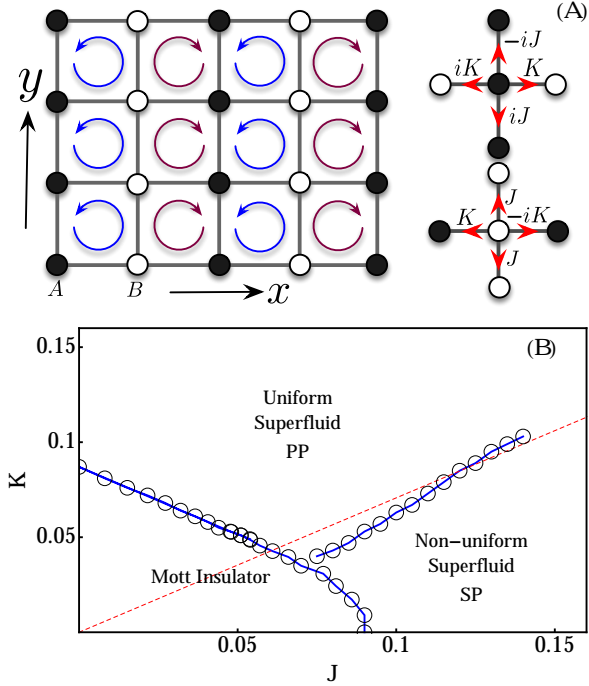 (A)
y
A
B
x
-iJ
iK
K
iJ
J
K
-iK
J
(B)
0.15
0.1
0.05
K
Uniform
Superfluid
PP
Mott Insulator
Non-uniform
Superfluid
SP
0.05
0.1
0.15
J